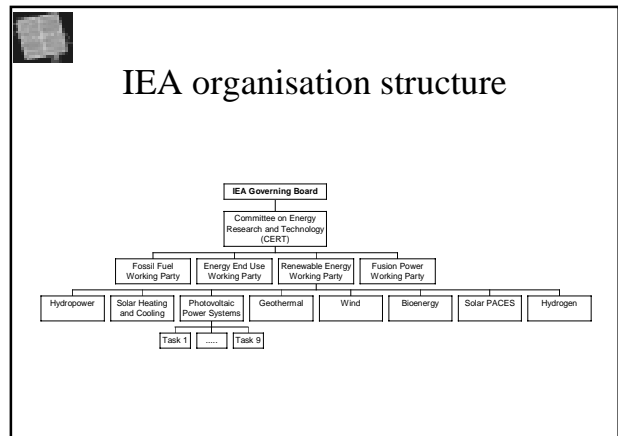 IEA organisation structure
IEA Governing Board
Committee on Energy
Research and Technology
(CERT)
Fossil Fuel
Working Party
Energy End Use
Working Party
Renewable Energy
Working Party
Fusion Power
Working Party
Hydropower
Solar Heating
and Cooling
Photovoltaic
Power Systems
Geothermal
Wind
Bioenergy
Solar PACES
Hydrogen
Task 1
.....
Task 9